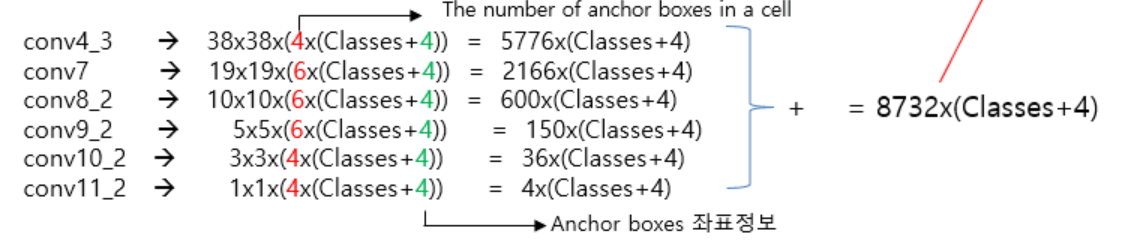 The number of anchor boxes in a cell
conv4_3 → 38x38x(4x(Classes+4)) = 5776x(Classes+4)
conv7 → 19x19x(6x(Classes+4)) = 2166x(Classes+4)
conv8_2 → 10x10x(6x(Classes+4)) = 600x(Classes+4)
conv9_2 → 5x5x(6x(Classes+4)) = 150x(Classes+4)
conv10_2 → 3x3x(4x(Classes+4)) = 36x(Classes+4)
conv11_2 → 1x1x(4x(Classes+4)) = 4x(Classes+4)
+ = 8732x(Classes+4)
Anchor boxes 좌표정보